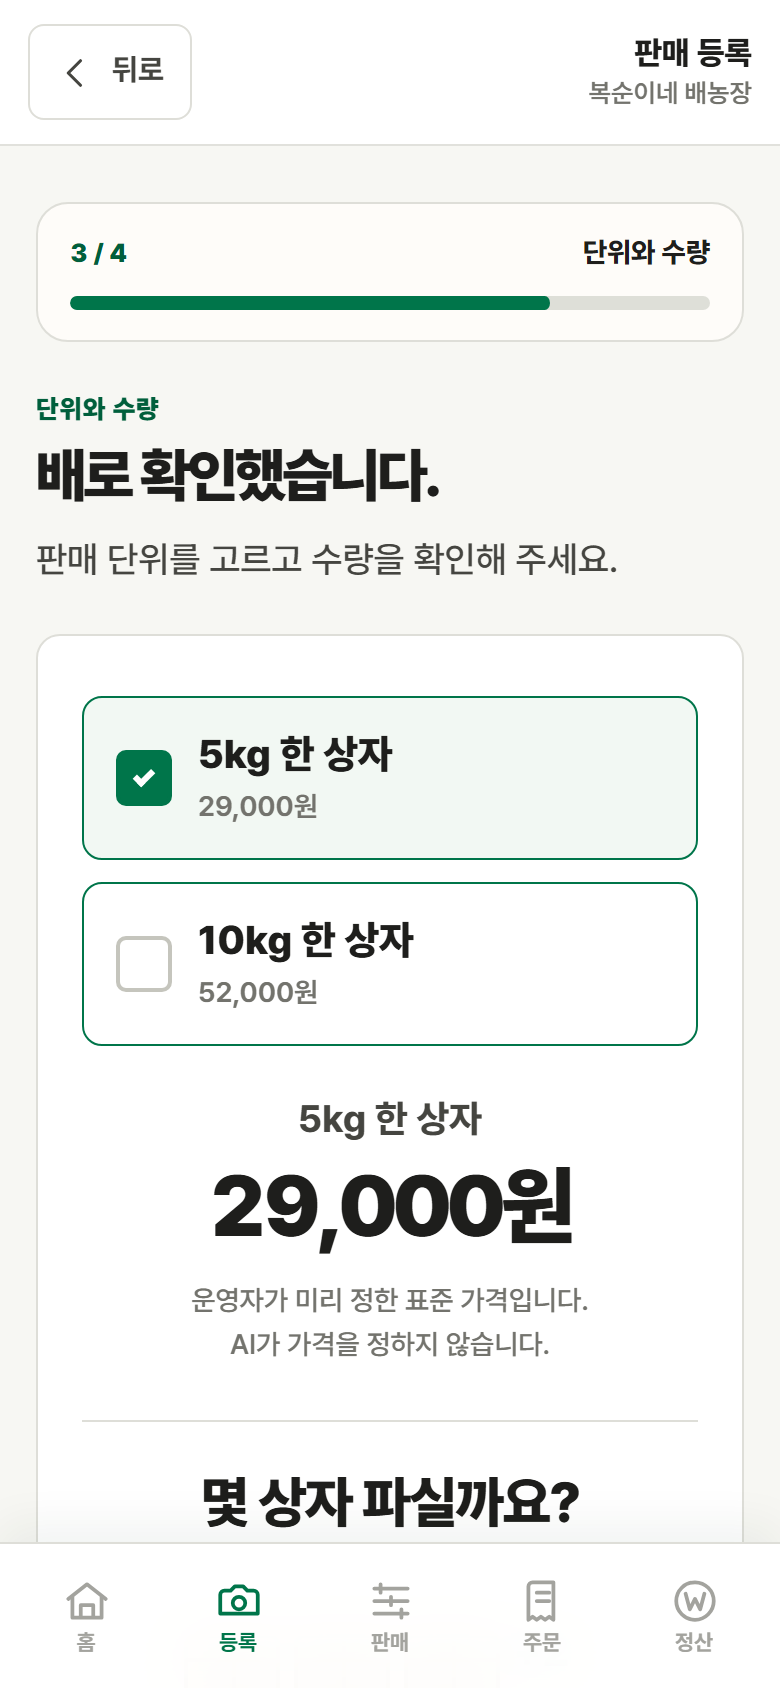 뒤로
판매 등록
복순이네 배농장
3 / 4
단위와 수량
단위와 수량
배로 확인했습니다.
판매 단위를 고르고 수량을 확인해 주세요.
5kg 한 상자
29,000원
10kg 한 상자
52,000원
5kg 한 상자
29,000원
운영자가 미리 정한 표준 가격입니다.
AI가 가격을 정하지 않습니다.
몇 상자 파실까요?
홈
등록
판매
주문
정산